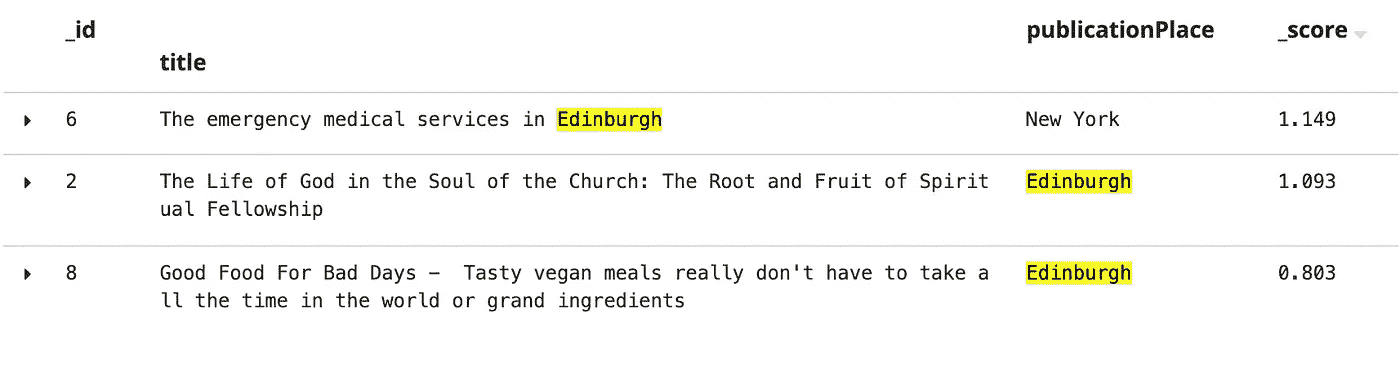 _id title publicationPlace _score
6 The emergency medical services in Edinburgh New York 1.149
2 The Life of God in the Soul of the Church: The Root and Fruit of Spirit Edinburgh 1.093
ual Fellowship
8 Good Food For Bad Days –  Tasty vegan meals really don't have to take a Edinburgh 0.803
ll the time in the world or grand ingredients